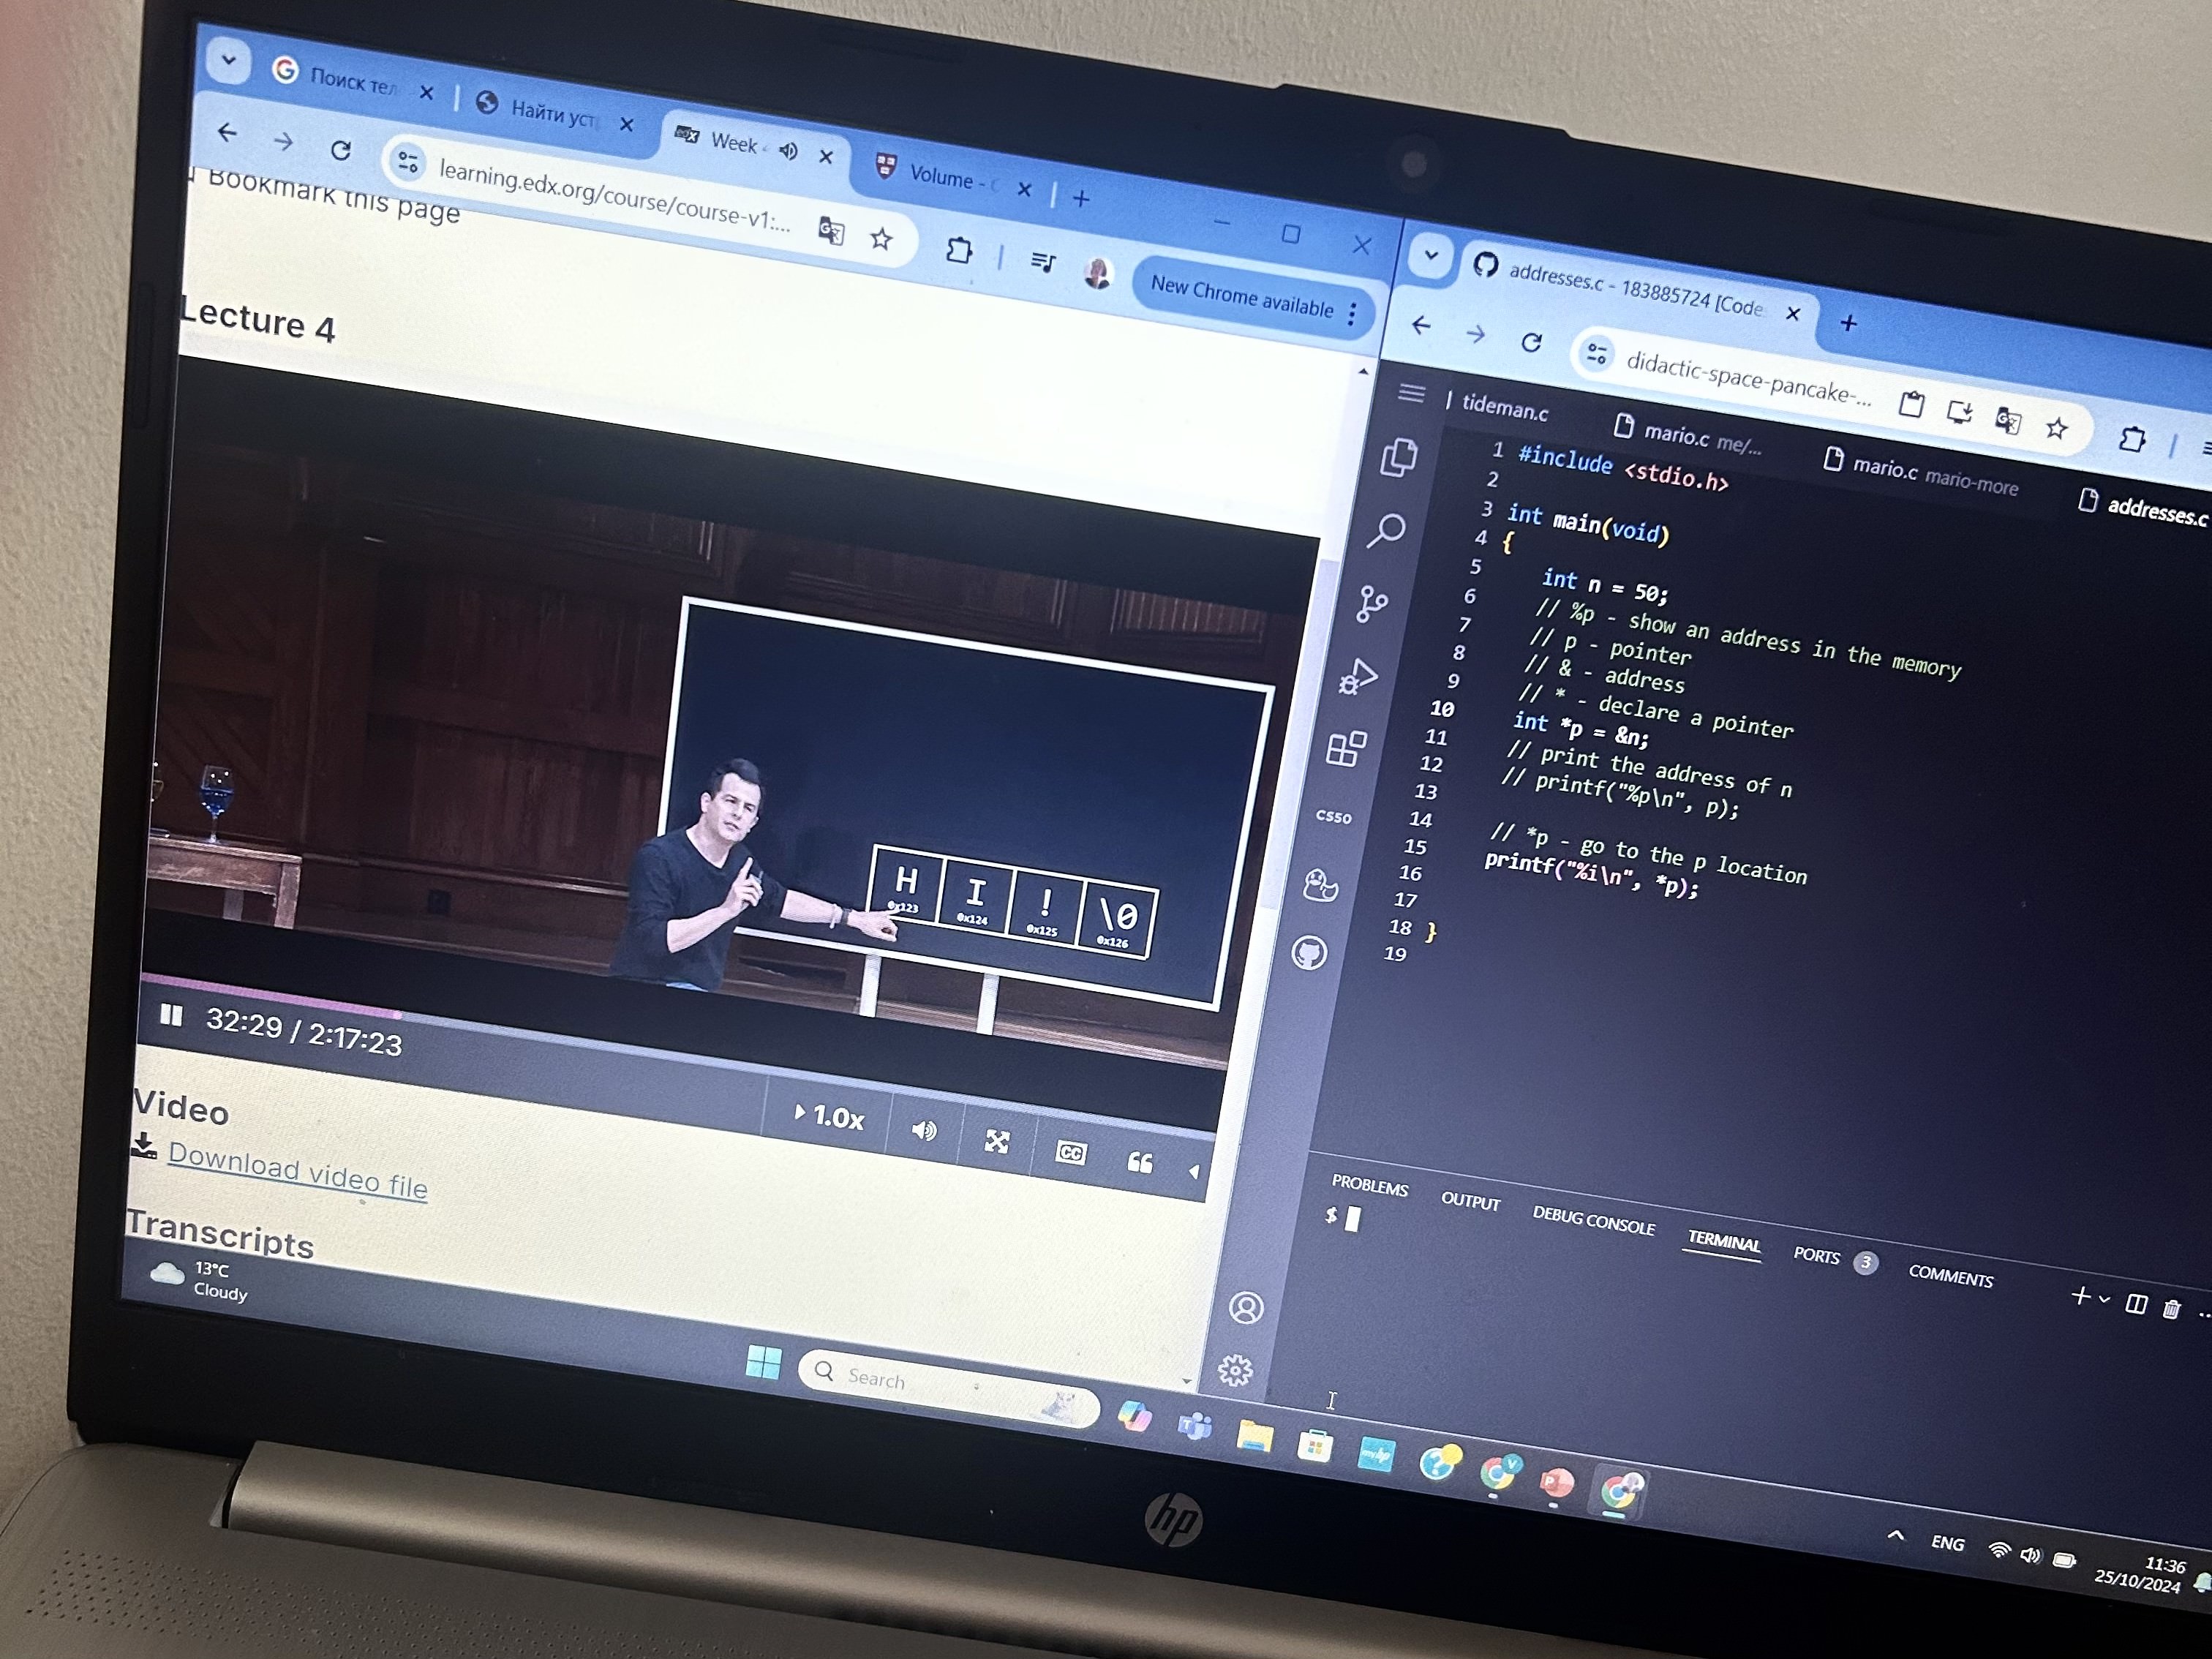 Поиск тел
Найти уст
Week
Volume -
learning.edx.org/course/course-v1:...
New Chrome available
Bookmark this page
Lecture 4
H
I
!
\0
0x123
0x124
0x125
0x126
32:29 / 2:17:23
1.0x
CC
Video
Download video file
Transcripts
addresses.c - 183885724 [Code
didactic-space-pancake-...
tideman.c
mario.c me/...
mario.c mario-more
addresses.c
1 #include <stdio.h>
2
3 int main(void)
4 {
5 int n = 50;
6 // %p - show an address in the memory
7 // p - pointer
8 // & - address
9 // * - declare a pointer
10 int *p = &n;
11 // print the address of n
12 // printf("%p\n", p);
13
14 // *p - go to the p location
15 printf("%i\n", *p);
16
17
18 }
19
CS50
PROBLEMS
OUTPUT
DEBUG CONSOLE
TERMINAL
PORTS 3
COMMENTS
$
13°C
Cloudy
Search
myhp
ENG
11:36
25/10/2024
hp